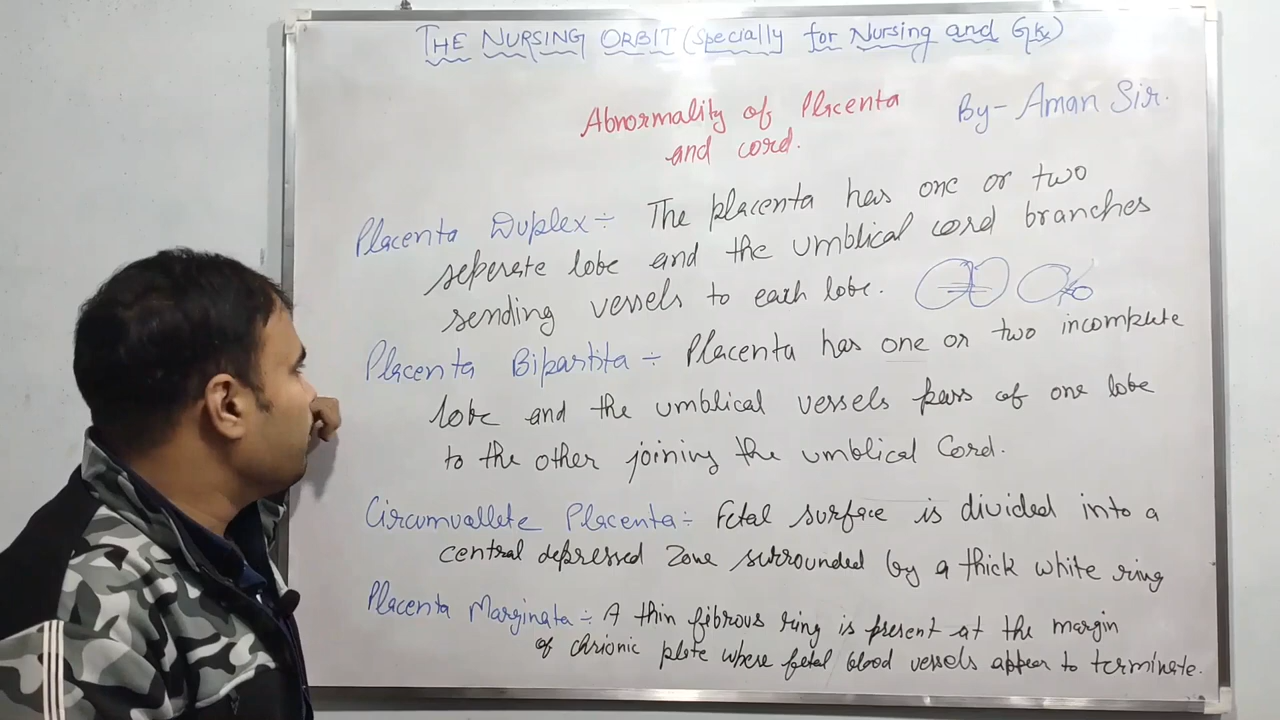 THE NURSING ORBIT (specially for Nursing and Gk)
Abnormality of Placenta
and cord.
By- Aman Sir.
Placenta Duplex ÷ The placenta has one or two
seperate lobe and the umblical cord branches
sending vessels to each lobe.
Placenta Bipartita ÷ Placenta has one or two incomplete
lobe and the umblical vessels pars of one lobe
to the other joining the umblical Cord.
Circumvallete Placenta ÷ Fetal surface is divided into a
central depressed Zone surrounded by a thick white ring
Placenta Marginata ÷ A thin fibrous ring is present at the margin
of chrionic plate where fetal blood vessels appear to terminate.